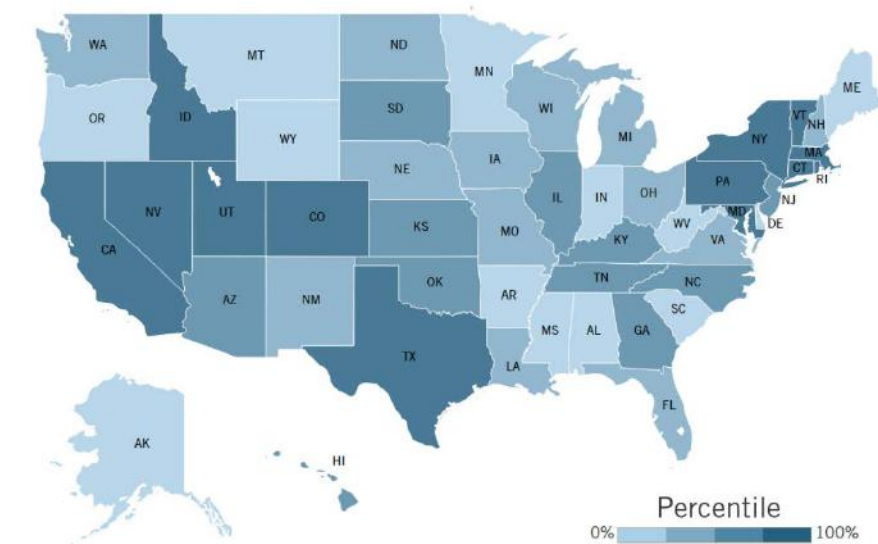 WA
MT
ND
MN
ME
OR
ID
SD
WI
MI
NY
VT
NH
WY
MA
CT
RI
NE
IA
PA
NJ
NV
UT
CO
IL
IN
OH
MD
DE
CA
KS
MO
KY
WV
VA
AZ
NM
OK
AR
TN
NC
SC
TX
MS
AL
GA
LA
FL
AK
HI
Percentile
0% 100%